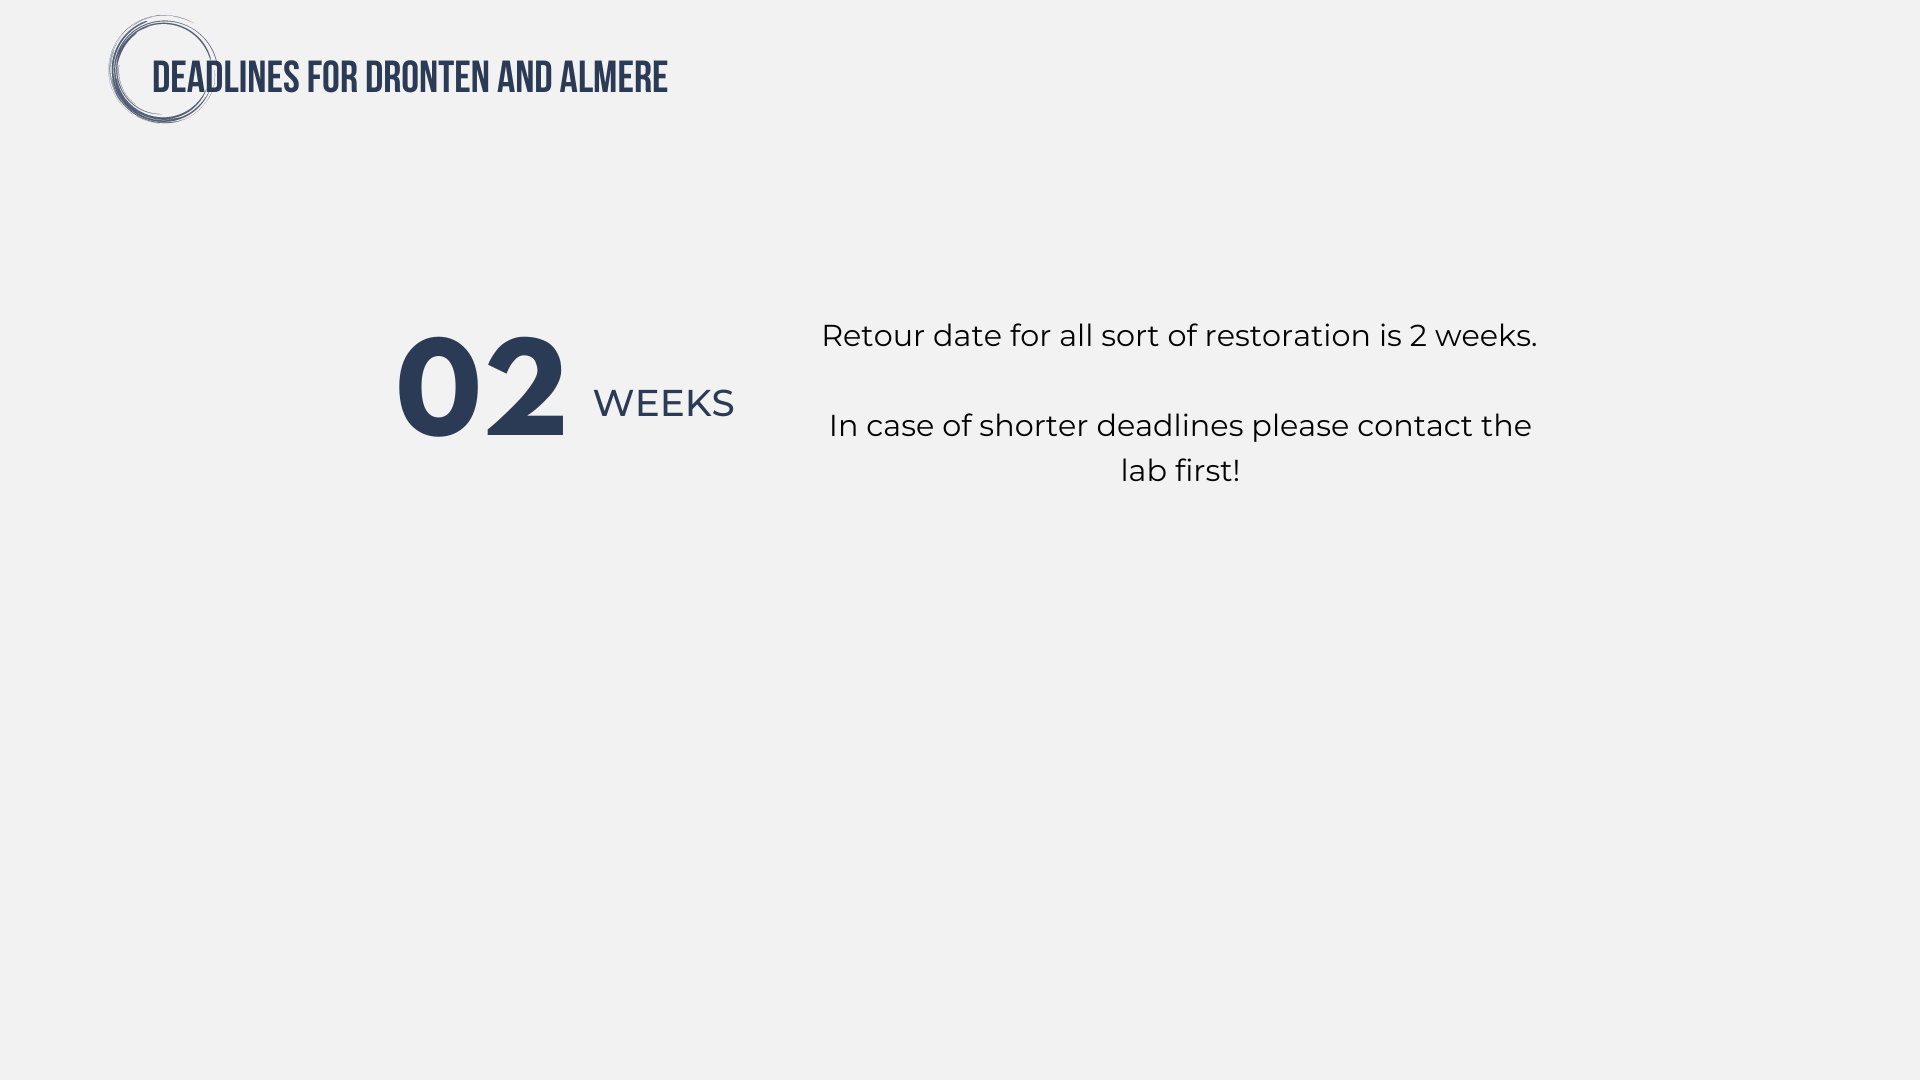 DEADLINES FOR DRONTEN AND ALMERE
02 WEEKS
Retour date for all sort of restoration is 2 weeks.
In case of shorter deadlines please contact the
lab first!